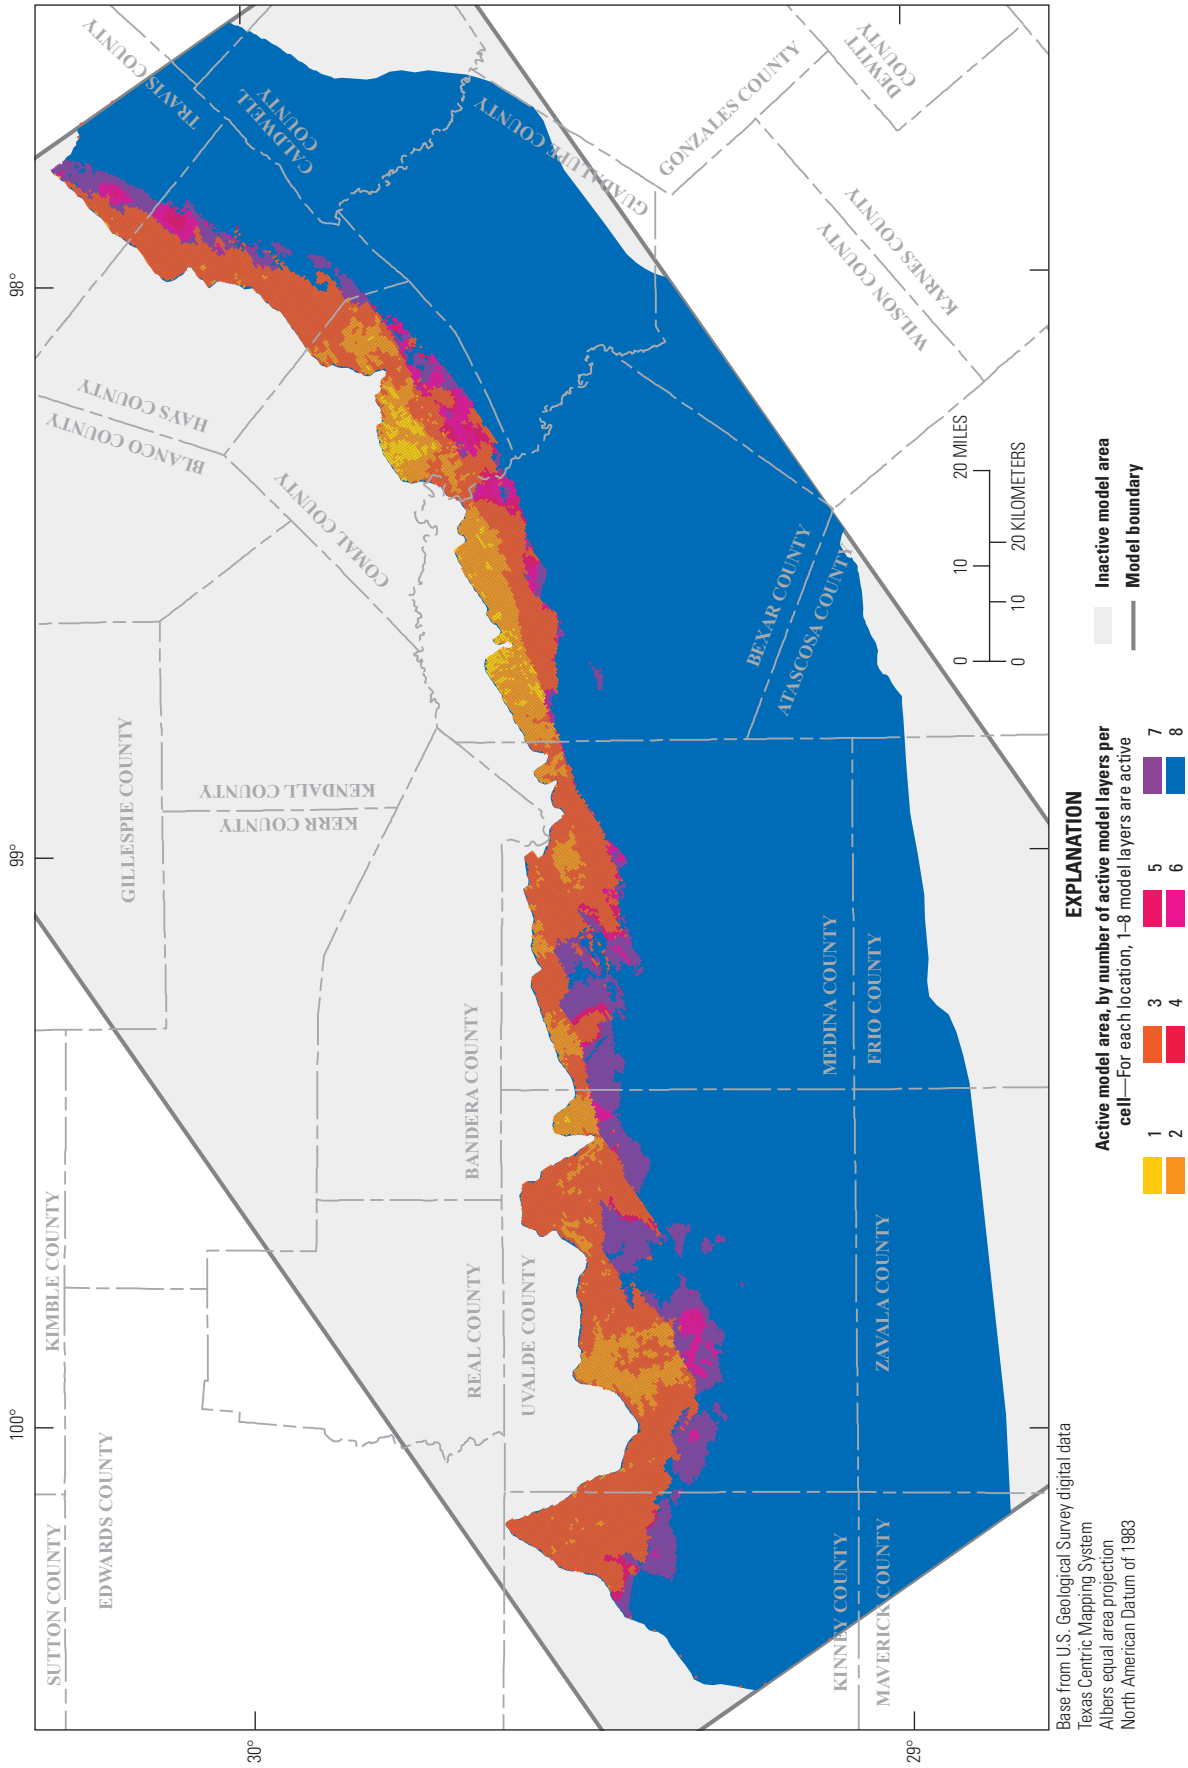 98°
99°
100°
30°
29°
TRAVIS COUNTY
CALDWELL
COUNTY
GUADALUPE COUNTY
GONZALES COUNTY
DEWITT
COUNTY
KARNES COUNTY
WILSON COUNTY
HAYS COUNTY
BLANCO COUNTY
COMAL COUNTY
KENDALL COUNTY
KERR COUNTY
GILLESPIE COUNTY
BEXAR COUNTY
ATASCOSA COUNTY
BANDERA COUNTY
MEDINA COUNTY
FRIO COUNTY
KIMBLE COUNTY
REAL COUNTY
UVALDE COUNTY
ZAVALA COUNTY
SUTTON COUNTY
EDWARDS COUNTY
KINNEY COUNTY
MAVERICK COUNTY
0 10 20 MILES
0 10 20 KILOMETERS
Base from U.S. Geological Survey digital data
Texas Centric Mapping System
Albers equal area projection
North American Datum of 1983
EXPLANATION
Active model area, by number of active model layers per
cell—For each location, 1–8 model layers are active
1
2
3
4
5
6
7
8
Inactive model area
Model boundary